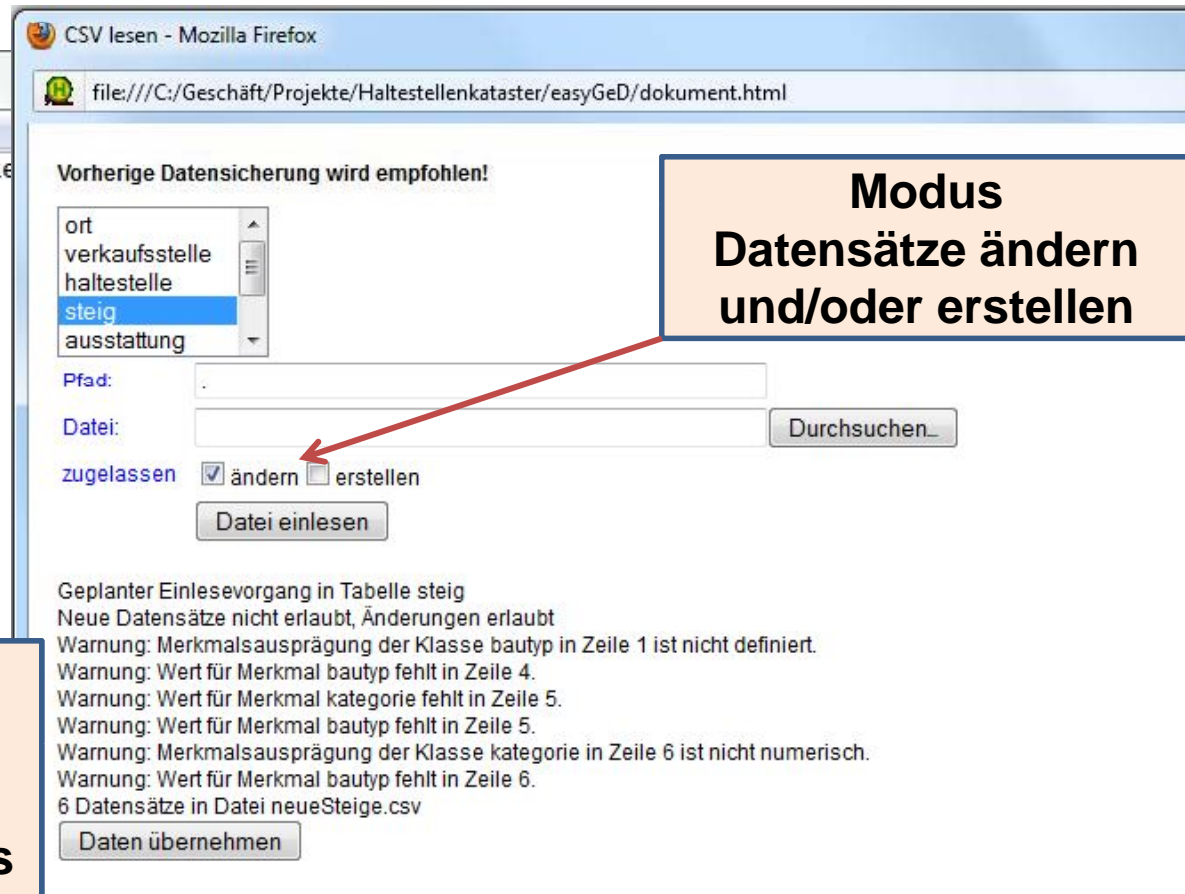 CSV lesen - Mozilla Firefox
file:///C:/Geschäft/Projekte/Haltestellenkataster/easyGeD/dokument.html
Vorherige Datensicherung wird empfohlen!
ort
verkaufsstelle
haltestelle
steig
ausstattung
Modus
Datensätze ändern
und/oder erstellen
Pfad: .
Datei: Durchsuchen...
zugelassen ändern erstellen
Datei einlesen
Geplanter Einlesevorgang in Tabelle steig
Neue Datensätze nicht erlaubt, Änderungen erlaubt
Warnung: Merkmalsausprägung der Klasse bautyp in Zeile 1 ist nicht definiert.
Warnung: Wert für Merkmal bautyp fehlt in Zeile 4.
Warnung: Wert für Merkmal kategorie fehlt in Zeile 5.
Warnung: Wert für Merkmal bautyp fehlt in Zeile 5.
Warnung: Merkmalsausprägung der Klasse kategorie in Zeile 6 ist nicht numerisch.
Warnung: Wert für Merkmal bautyp fehlt in Zeile 6.
6 Datensätze in Datei neueSteige.csv
Daten übernehmen